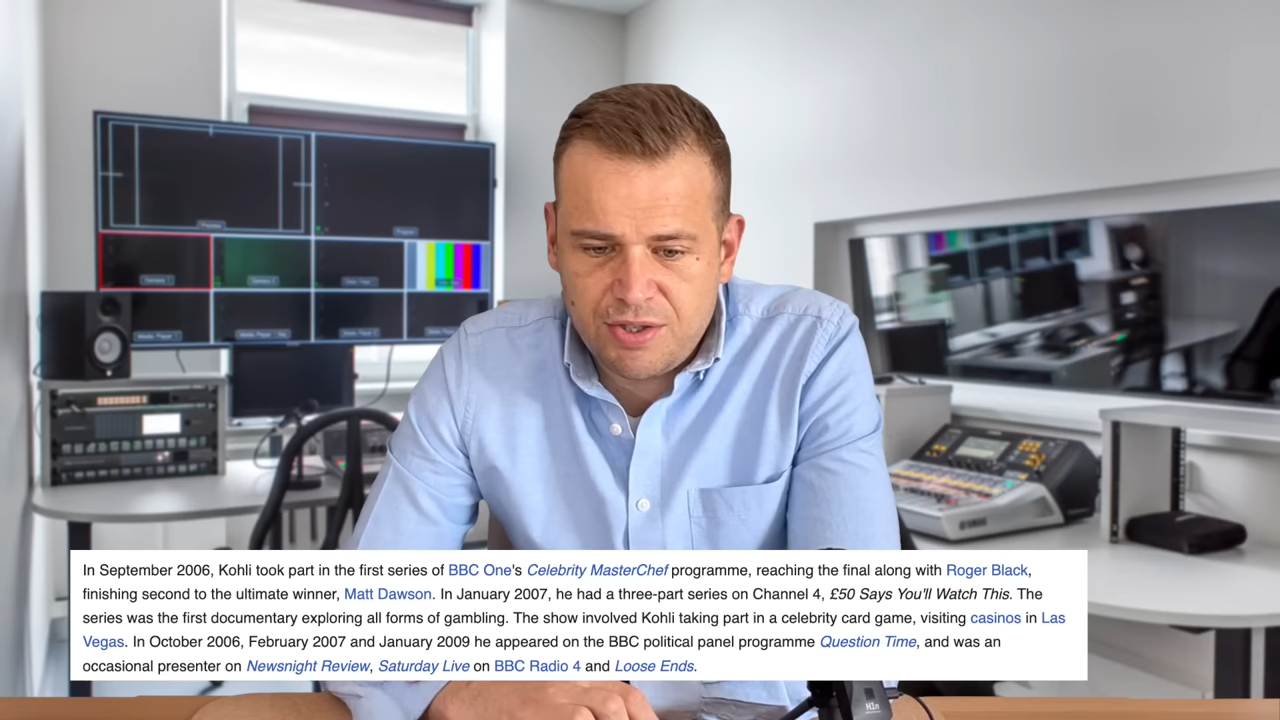 In September 2006, Kohli took part in the first series of BBC One's Celebrity MasterChef programme, reaching the final along with Roger Black,
finishing second to the ultimate winner, Matt Dawson. In January 2007, he had a three-part series on Channel 4, £50 Says You'll Watch This. The
series was the first documentary exploring all forms of gambling. The show involved Kohli taking part in a celebrity card game, visiting casinos in Las
Vegas. In October 2006, February 2007 and January 2009 he appeared on the BBC political panel programme Question Time, and was an
occasional presenter on Newsnight Review, Saturday Live on BBC Radio 4 and Loose Ends.
H1n